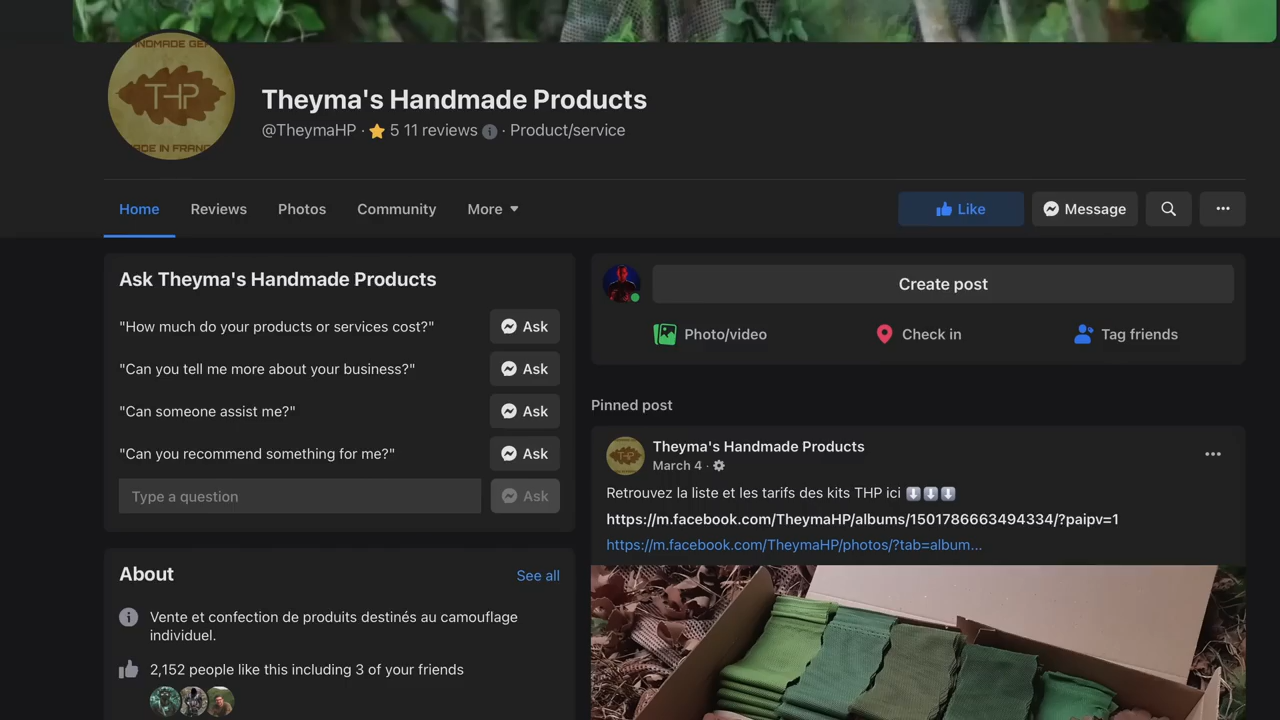 THP
Theyma's Handmade Products
@TheymaHP · 5 11 reviews · Product/service
Home
Reviews
Photos
Community
More
Like
Message
Ask Theyma's Handmade Products
"How much do your products or services cost?"
Ask
"Can you tell me more about your business?"
Ask
"Can someone assist me?"
Ask
"Can you recommend something for me?"
Ask
Type a question
Ask
About
See all
Vente et confection de produits destinés au camouflage
individuel.
2,152 people like this including 3 of your friends
Create post
Photo/video
Check in
Tag friends
Pinned post
Theyma's Handmade Products
March 4 ·
Retrouvez la liste et les tarifs des kits THP ici ⬇️⬇️⬇️
https://m.facebook.com/TheymaHP/albums/1501786663494334/?paipv=1
https://m.facebook.com/TheymaHP/photos/?tab=album...